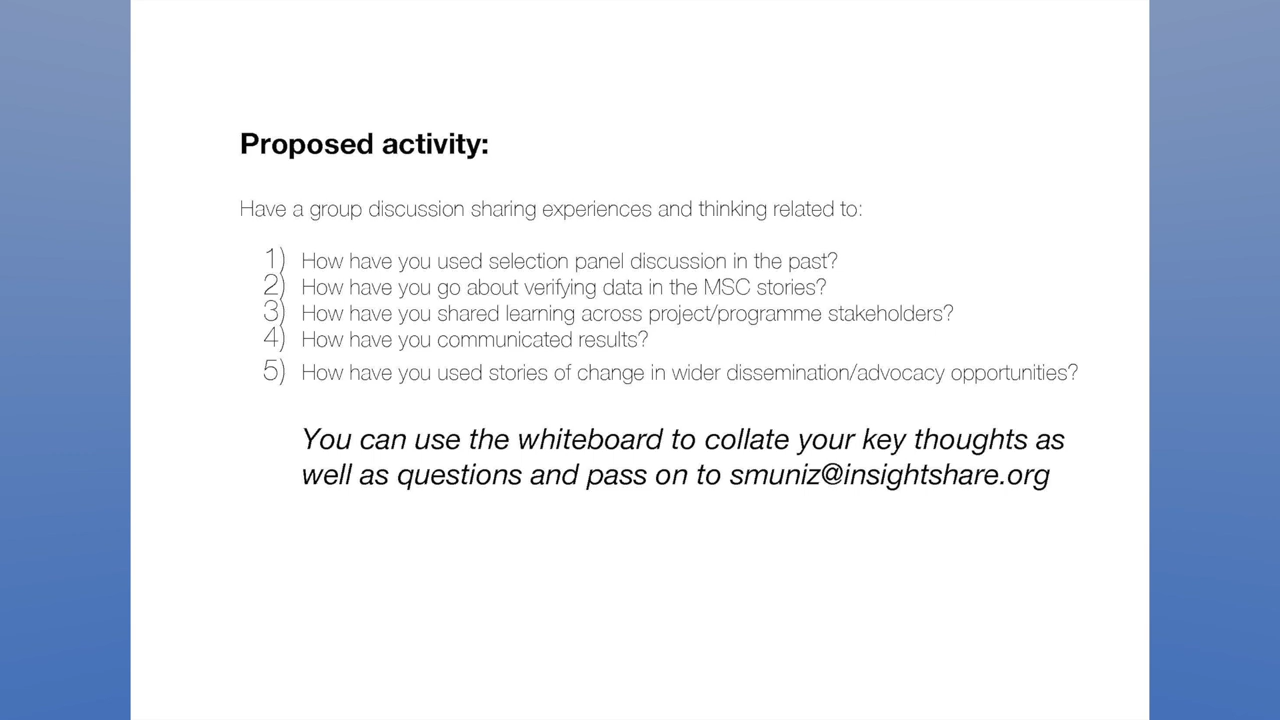 Proposed activity:
Have a group discussion sharing experiences and thinking related to:
1) How have you used selection panel discussion in the past?
2) How have you go about verifying data in the MSC stories?
3) How have you shared learning across project/programme stakeholders?
4) How have you communicated results?
5) How have you used stories of change in wider dissemination/advocacy opportunities?
You can use the whiteboard to collate your key thoughts as
well as questions and pass on to smuniz@insightshare.org